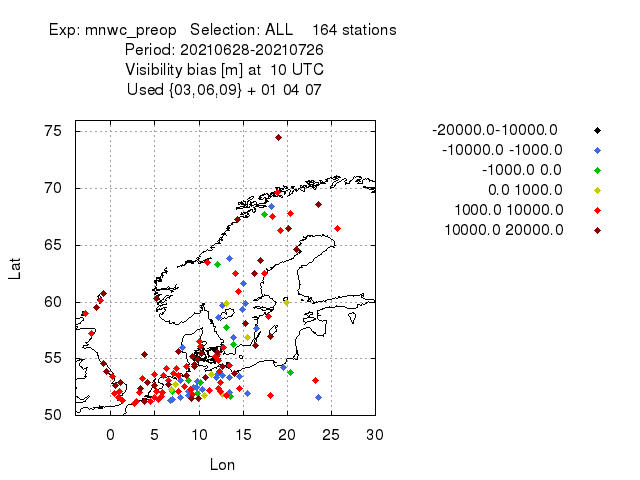 Exp: mnwc_preop   Selection: ALL    164 stations
Period: 20210628-20210726
Visibility bias [m] at  10 UTC
Used {03,06,09} + 01 04 07
-20000.0-10000.0
-10000.0 -1000.0
-1000.0 0.0
0.0 1000.0
1000.0 10000.0
10000.0 20000.0
75
70
65
60
55
50
Lat
0 5 10 15 20 25 30
Lon